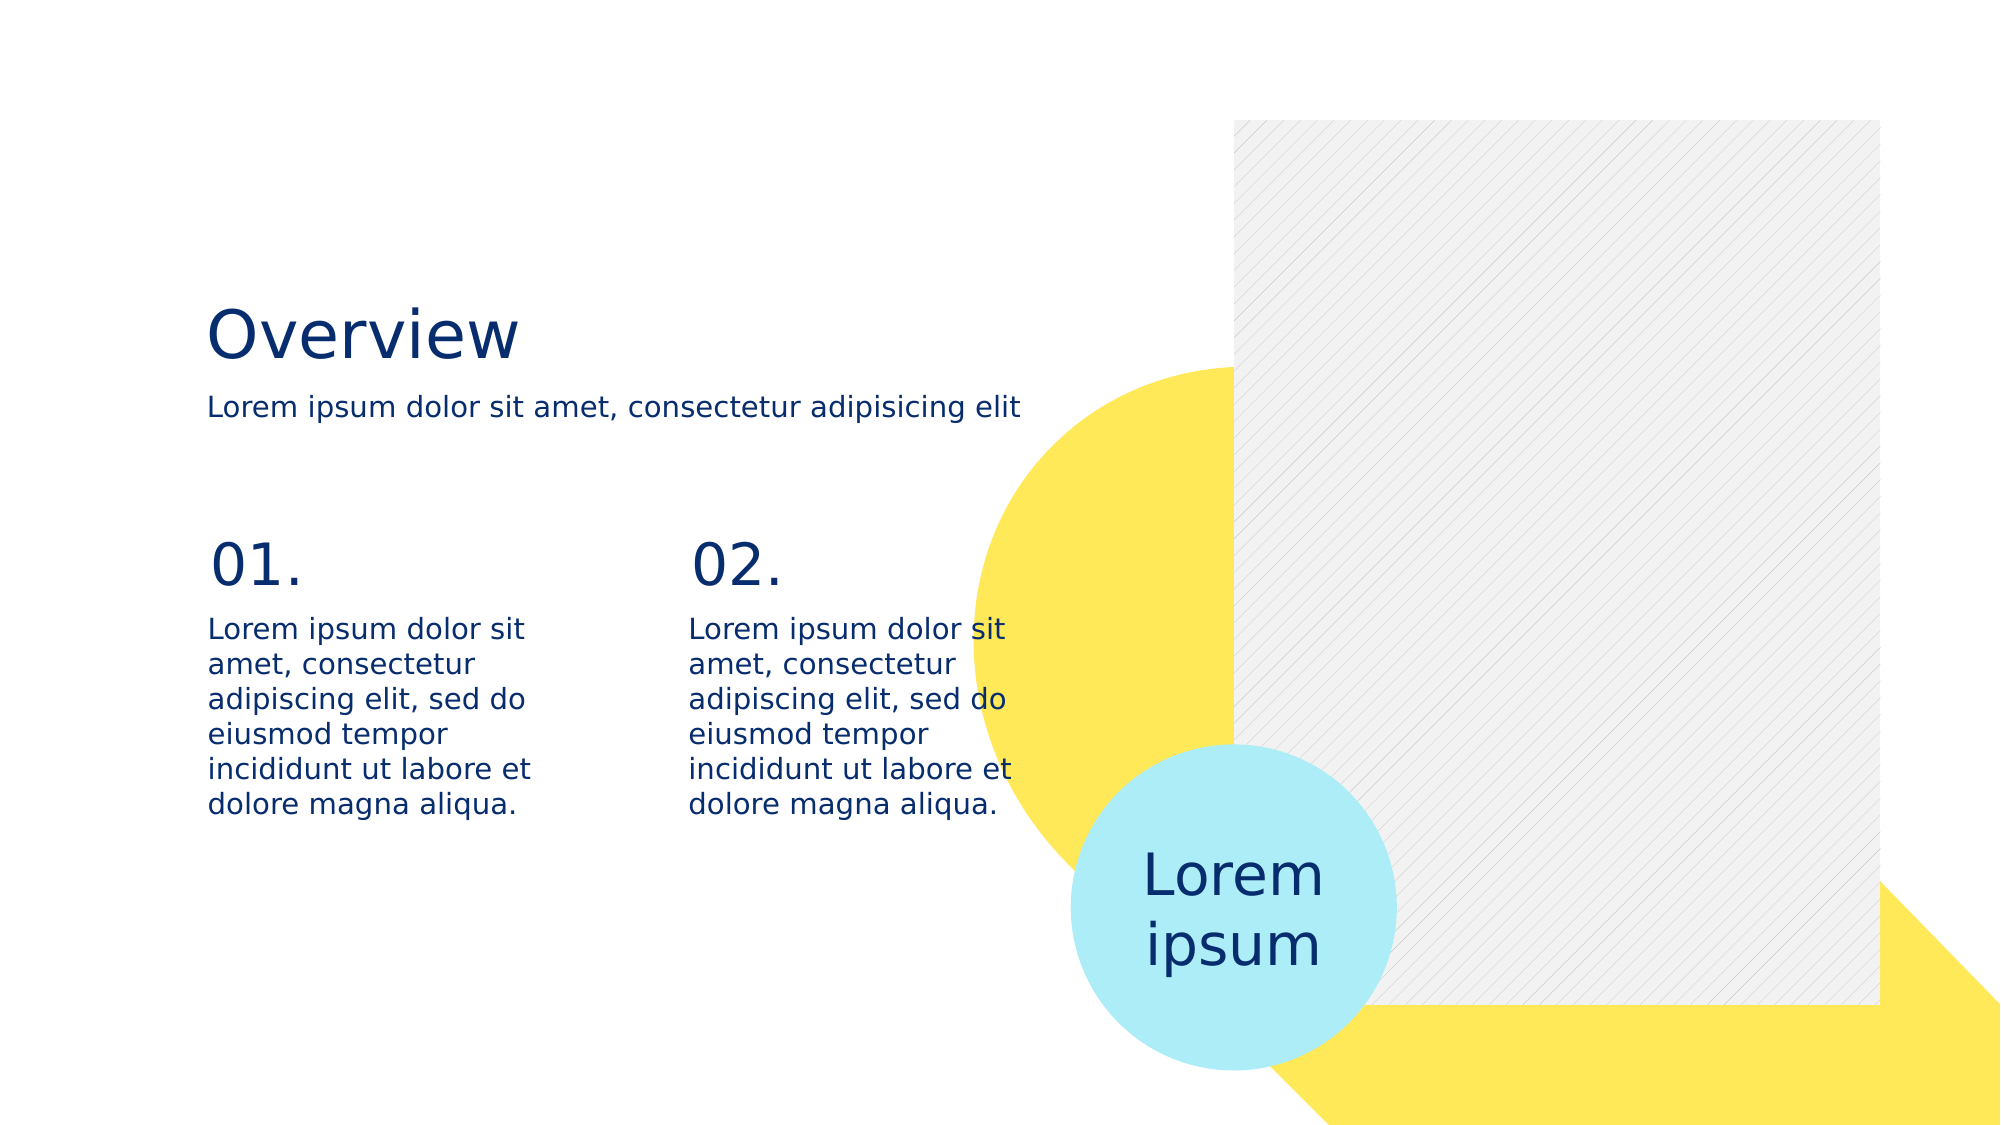 Overview
Lorem ipsum dolor sit amet, consectetur adipisicing elit
01.
Lorem ipsum dolor sit
amet, consectetur
adipiscing elit, sed do
eiusmod tempor
incididunt ut labore et
dolore magna aliqua.
02.
Lorem ipsum dolor sit
amet, consectetur
adipiscing elit, sed do
eiusmod tempor
incididunt ut labore et
dolore magna aliqua.
Lorem
ipsum